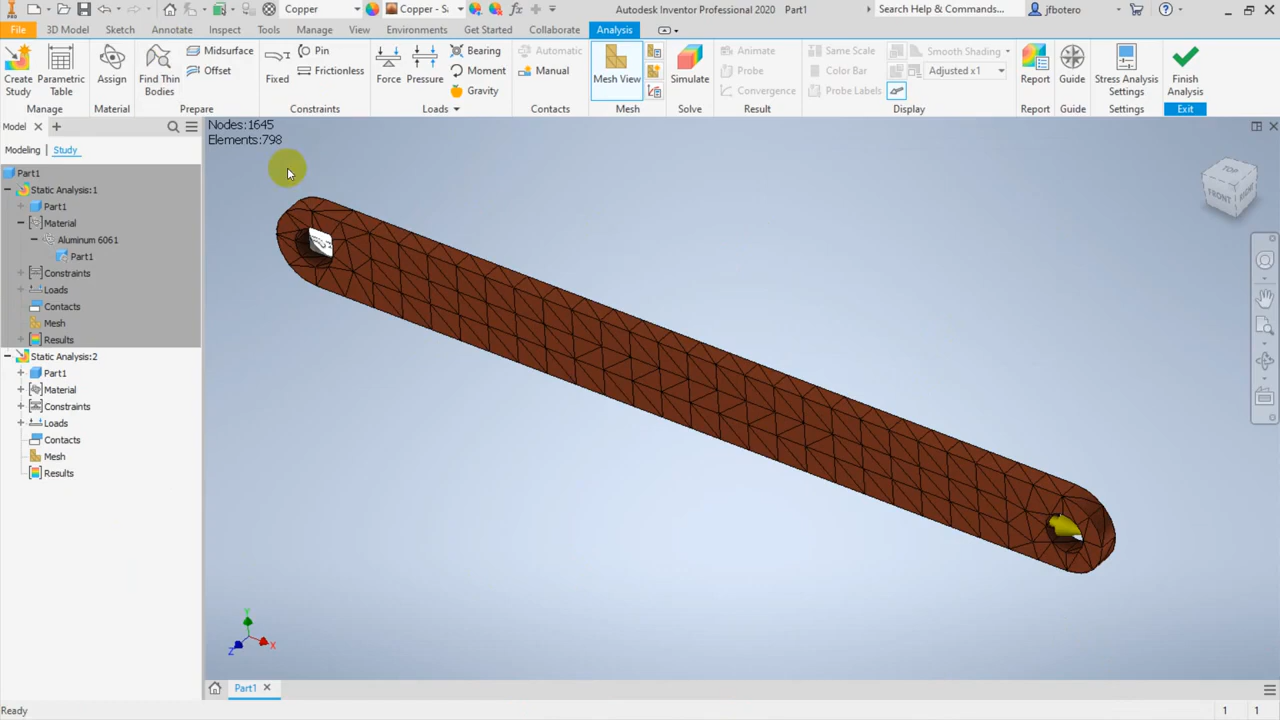 Copper
Copper - S...
Autodesk Inventor Professional 2020
Part1
Search Help & Commands...
jfbotero
File
3D Model
Sketch
Annotate
Inspect
Tools
Manage
View
Environments
Get Started
Collaborate
Analysis
Create Study
Parametric Table
Assign
Find Thin Bodies
Midsurface
Offset
Fixed
Pin
Frictionless
Force
Pressure
Bearing
Moment
Gravity
Automatic
Manual
Mesh View
Simulate
Animate
Probe
Convergence
Same Scale
Color Bar
Probe Labels
Smooth Shading
Adjusted x1
Report
Guide
Stress Analysis Settings
Finish Analysis
Manage
Material
Prepare
Constraints
Loads
Contacts
Mesh
Solve
Result
Display
Report
Guide
Settings
Exit
Model
Modeling
Study
Nodes:1645
Elements:798
Part1
Static Analysis:1
Part1
Material
Aluminum 6061
Part1
Constraints
Loads
Contacts
Mesh
Results
Static Analysis:2
Part1
Material
Constraints
Loads
Contacts
Mesh
Results
TOP
FRONT
RIGHT
Y
X
Z
Part1
Ready
1
1